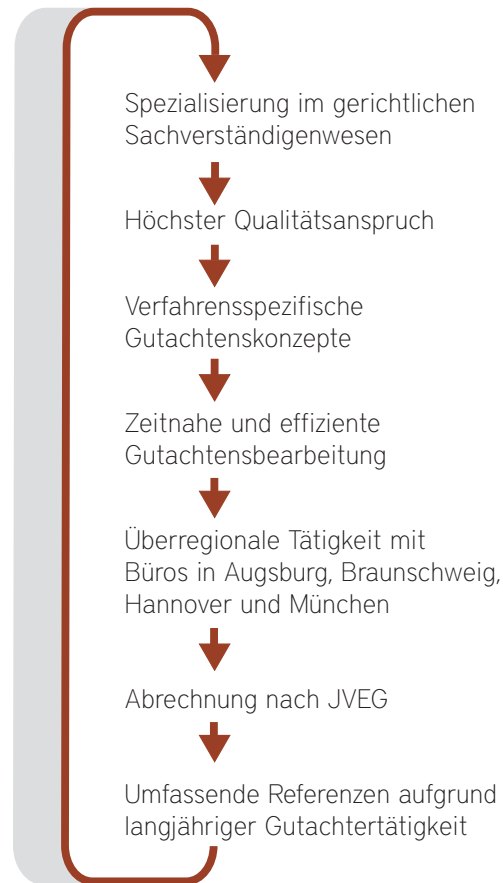 Spezialisierung im gerichtlichen
Sachverständigenwesen
Höchster Qualitätsanspruch
Verfahrensspezifische
Gutachtenskonzepte
Zeitnahe und effiziente
Gutachtensbearbeitung
Überregionale Tätigkeit mit
Büros in Augsburg, Braunschweig,
Hannover und München
Abrechnung nach JVEG
Umfassende Referenzen aufgrund
langjähriger Gutachtertätigkeit